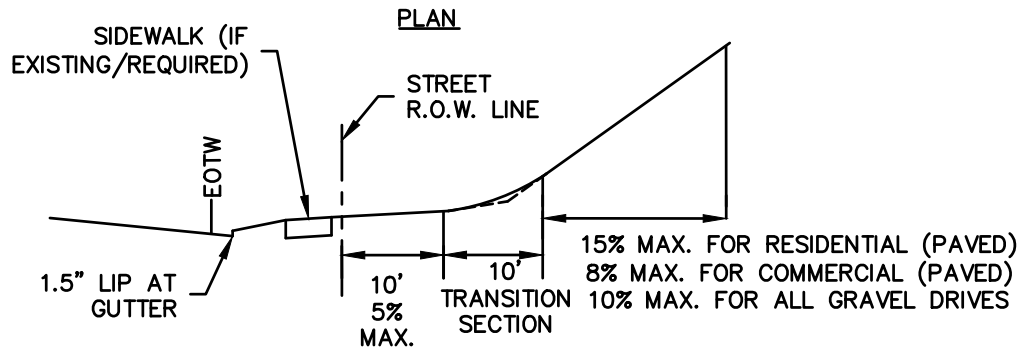 PLAN
SIDEWALK (IF
EXISTING/REQUIRED)
STREET
R.O.W. LINE
EOTW
1.5" LIP AT
GUTTER
10'
5%
MAX.
10'
TRANSITION
SECTION
15% MAX. FOR RESIDENTIAL (PAVED)
8% MAX. FOR COMMERCIAL (PAVED)
10% MAX. FOR ALL GRAVEL DRIVES